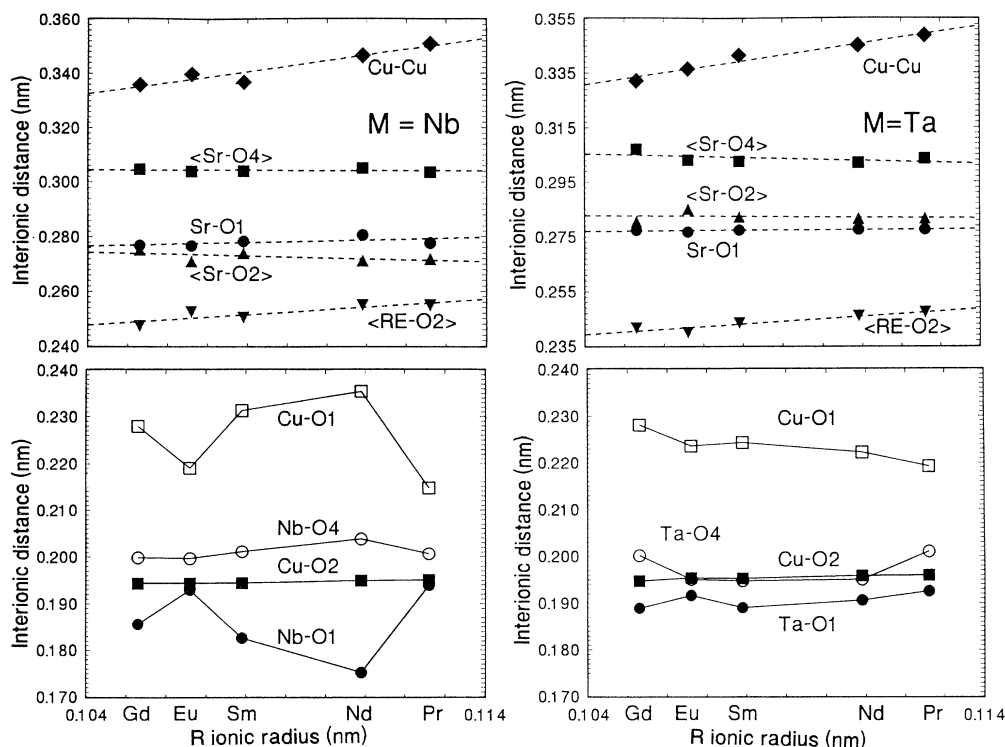 Interionic distance (nm)
0.360
0.340
0.320
0.300
0.280
0.260
0.240
Cu-Cu
M = Nb
<Sr-O4>
Sr-O1
<Sr-O2>
<RE-O2>
Interionic distance (nm)
0.355
0.335
0.315
0.295
0.275
0.255
0.235
Cu-Cu
M=Ta
<Sr-O4>
<Sr-O2>
Sr-O1
<RE-O2>
Interionic distance (nm)
0.240
0.230
0.220
0.210
0.200
0.190
0.180
0.170
Cu-O1
Nb-O4
Cu-O2
Nb-O1
0.104 Gd Eu Sm Nd Pr 0.114
R ionic radius (nm)
Interionic distance (nm)
0.240
0.230
0.220
0.210
0.200
0.190
0.180
0.170
Cu-O1
Ta-O4
Cu-O2
Ta-O1
0.104 Gd Eu Sm Nd Pr 0.114
R ionic radius (nm)